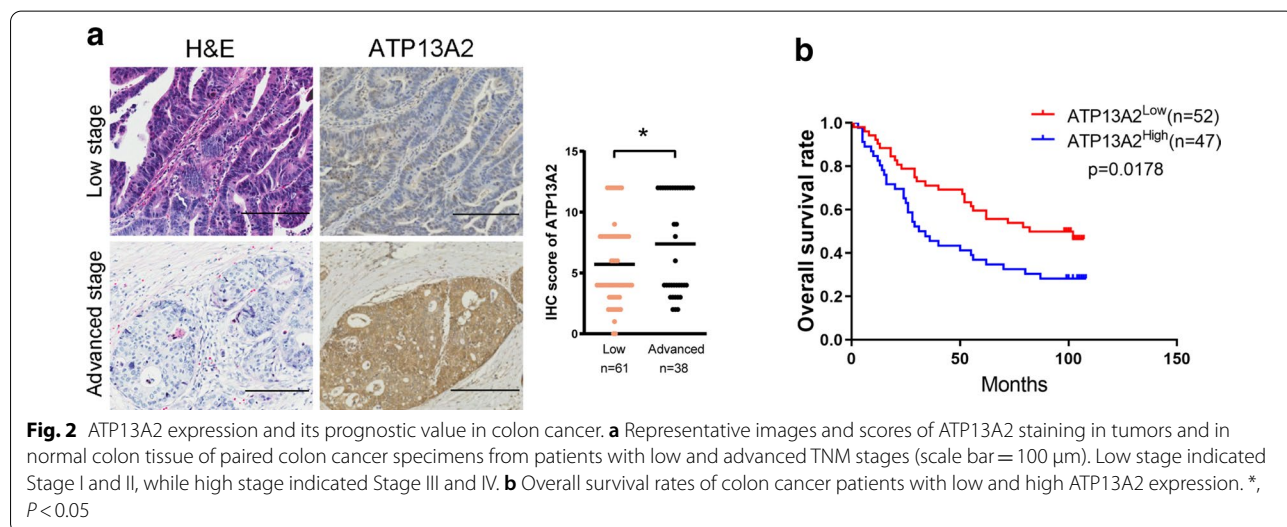 a
H&E
ATP13A2
Low stage
Advanced stage
IHC score of ATP13A2
15
10
5
0
*
Low
Advanced
n=61
n=38
b
ATP13A2Low(n=52)
ATP13A2High(n=47)
p=0.0178
Overall survival rate
1.0
0.8
0.6
0.4
0.2
0
50
100
150
Months
Fig. 2 ATP13A2 expression and its prognostic value in colon cancer. a Representative images and scores of ATP13A2 staining in tumors and in
normal colon tissue of paired colon cancer specimens from patients with low and advanced TNM stages (scale bar = 100 μm). Low stage indicated
Stage I and II, while high stage indicated Stage III and IV. b Overall survival rates of colon cancer patients with low and high ATP13A2 expression. *,
P < 0.05